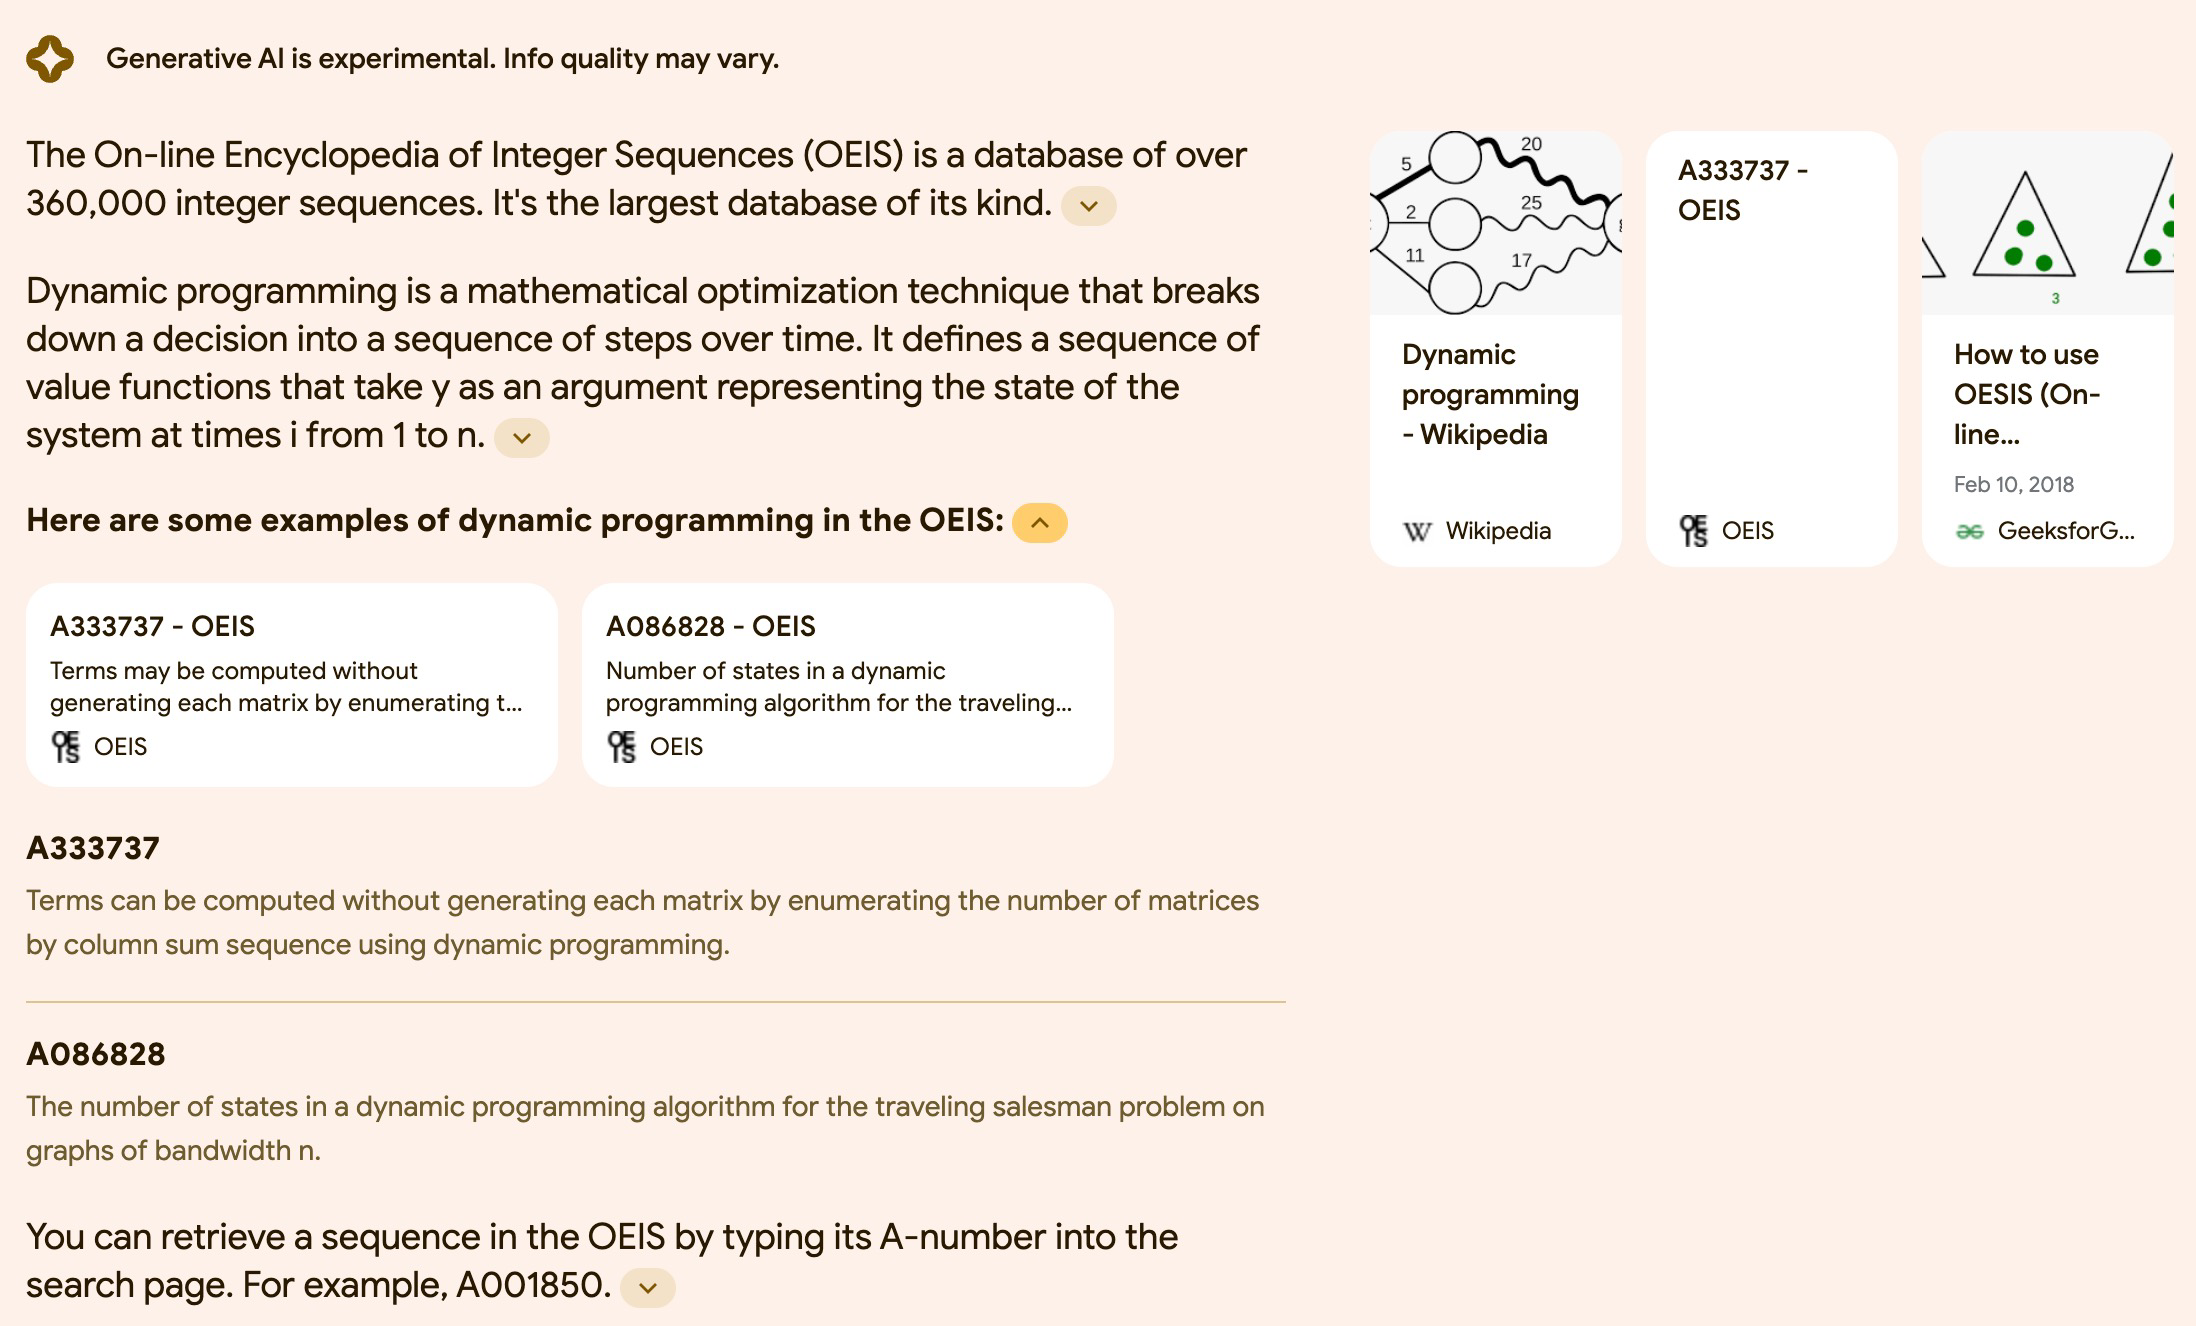 Generative AI is experimental. Info quality may vary.
The On-line Encyclopedia of Integer Sequences (OEIS) is a database of over
360,000 integer sequences. It's the largest database of its kind.
Dynamic programming is a mathematical optimization technique that breaks
down a decision into a sequence of steps over time. It defines a sequence of
value functions that take y as an argument representing the state of the
system at times i from 1 to n.
Here are some examples of dynamic programming in the OEIS:
A333737 - OEIS
Terms may be computed without
generating each matrix by enumerating t...
OEIS
A086828 - OEIS
Number of states in a dynamic
programming algorithm for the traveling...
OEIS
A333737
Terms can be computed without generating each matrix by enumerating the number of matrices
by column sum sequence using dynamic programming.
A086828
The number of states in a dynamic programming algorithm for the traveling salesman problem on
graphs of bandwidth n.
You can retrieve a sequence in the OEIS by typing its A-number into the
search page. For example, A001850.
5
20
2
25
11
17
Dynamic
programming
- Wikipedia
W Wikipedia
A333737 -
OEIS
OEIS
OEIS
3
How to use
OESIS (On-
line...
Feb 10, 2018
GeeksforG...